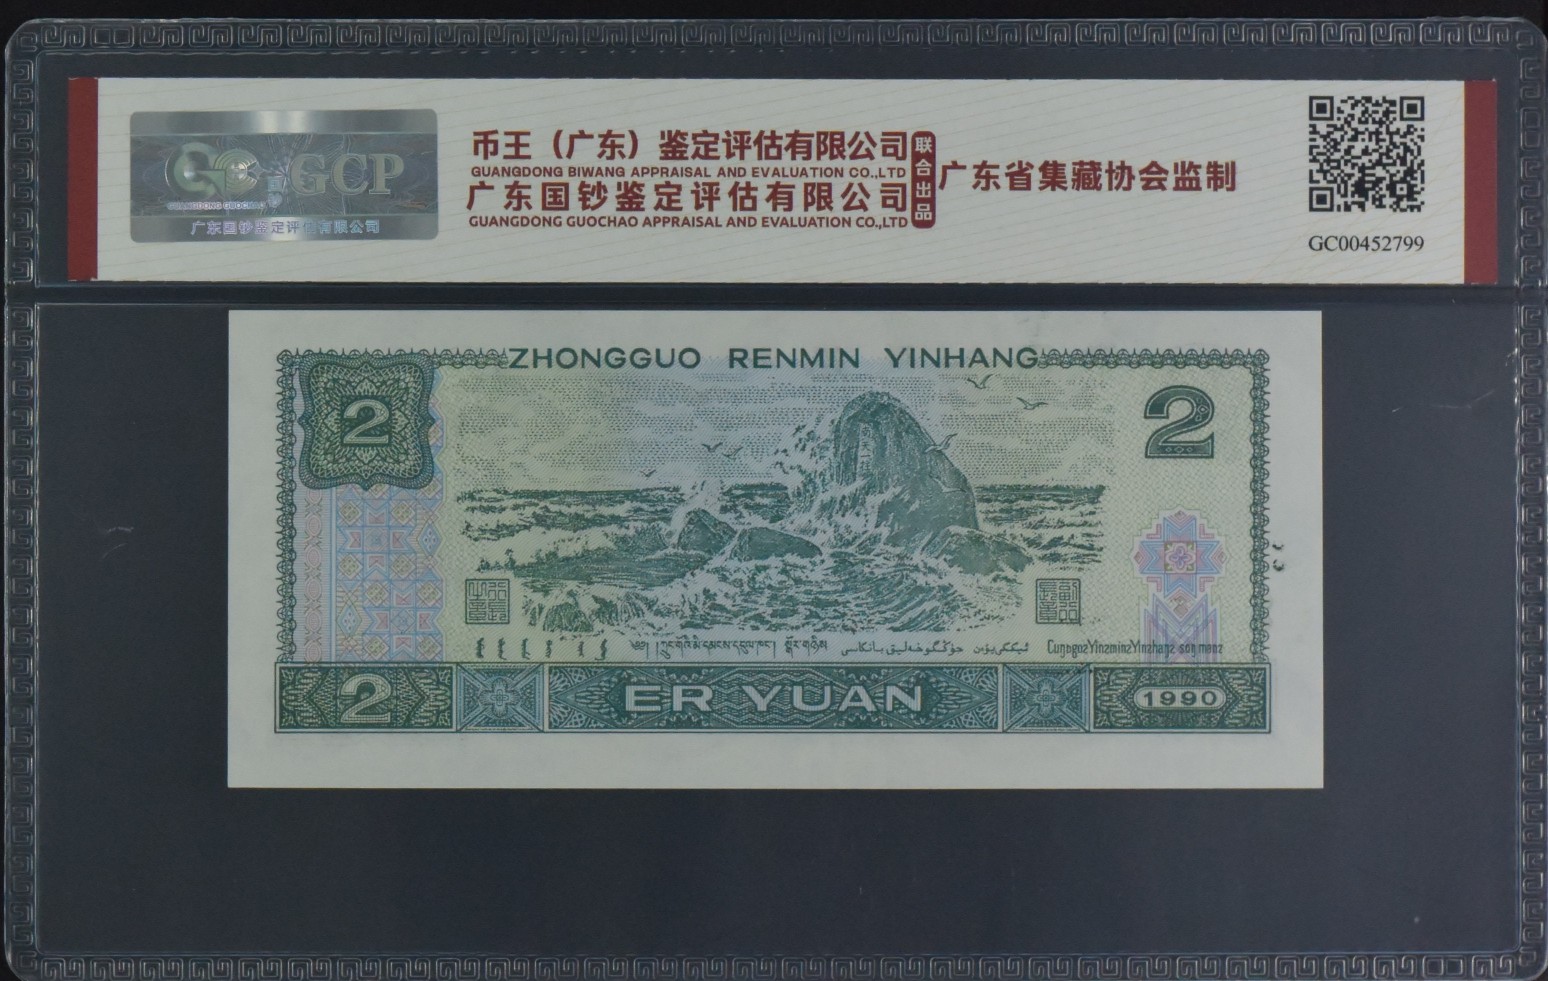 GCP
GUANGDONG GUOCHAO
广东国钞鉴定评估有限公司
币王（广东）鉴定评估有限公司
GUANGDONG BIWANG APPRAISAL AND EVALUATION CO.,LTD
广东国钞鉴定评估有限公司
GUANGDONG GUOCHAO APPRAISAL AND EVALUATION CO.,LTD
联合出品
广东省集藏协会监制
GC00452799
ZHONGGUO RENMIN YINHANG
2
2
2 ER YUAN 1990